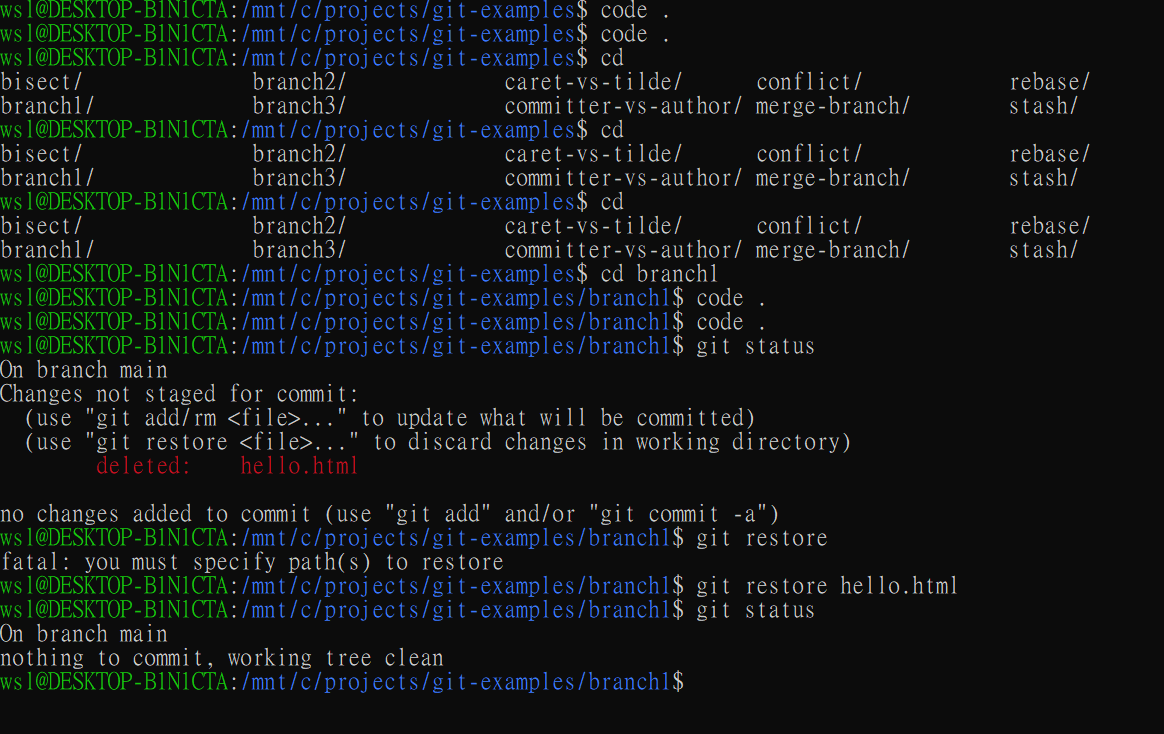 wsl@DESKTOP-B1N1CTA:/mnt/c/projects/git-examples$ code .
wsl@DESKTOP-B1N1CTA:/mnt/c/projects/git-examples$ code .
wsl@DESKTOP-B1N1CTA:/mnt/c/projects/git-examples$ cd
bisect/ branch2/ caret-vs-tilde/ conflict/ rebase/
branch1/ branch3/ committer-vs-author/ merge-branch/ stash/
wsl@DESKTOP-B1N1CTA:/mnt/c/projects/git-examples$ cd
bisect/ branch2/ caret-vs-tilde/ conflict/ rebase/
branch1/ branch3/ committer-vs-author/ merge-branch/ stash/
wsl@DESKTOP-B1N1CTA:/mnt/c/projects/git-examples$ cd
bisect/ branch2/ caret-vs-tilde/ conflict/ rebase/
branch1/ branch3/ committer-vs-author/ merge-branch/ stash/
wsl@DESKTOP-B1N1CTA:/mnt/c/projects/git-examples$ cd branch1
wsl@DESKTOP-B1N1CTA:/mnt/c/projects/git-examples/branch1$ code .
wsl@DESKTOP-B1N1CTA:/mnt/c/projects/git-examples/branch1$ code .
wsl@DESKTOP-B1N1CTA:/mnt/c/projects/git-examples/branch1$ git status
On branch main
Changes not staged for commit:
  (use "git add/rm <file>..." to update what will be committed)
  (use "git restore <file>..." to discard changes in working directory)
        deleted:    hello.html
no changes added to commit (use "git add" and/or "git commit -a")
wsl@DESKTOP-B1N1CTA:/mnt/c/projects/git-examples/branch1$ git restore
fatal: you must specify path(s) to restore
wsl@DESKTOP-B1N1CTA:/mnt/c/projects/git-examples/branch1$ git restore hello.html
wsl@DESKTOP-B1N1CTA:/mnt/c/projects/git-examples/branch1$ git status
On branch main
nothing to commit, working tree clean
wsl@DESKTOP-B1N1CTA:/mnt/c/projects/git-examples/branch1$